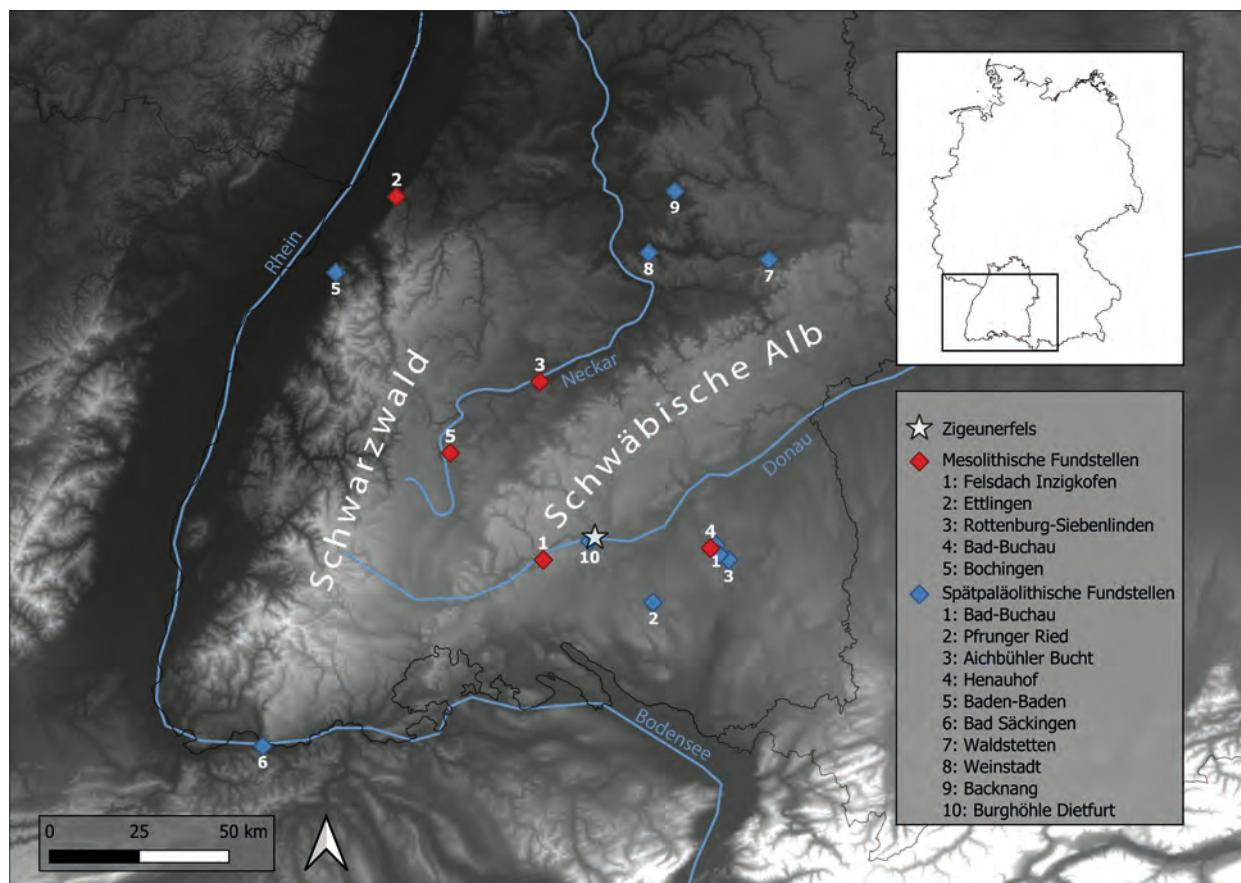 2
9
Rhein
8
7
5
Schwarzwald
3
Neckar
Schwäbische Alb
5
Donau
1
10
4
1
3
2
Bodensee
6
0 25 50 km
Zigeunerfels
Mesolithische Fundstellen
1: Felsdach Inzigkofen
2: Ettlingen
3: Rottenburg-Siebenlinden
4: Bad-Buchau
5: Bochingen
Spätpaläolithische Fundstellen
1: Bad-Buchau
2: Pfrunger Ried
3: Aichbühler Bucht
4: Henauhof
5: Baden-Baden
6: Bad Säckingen
7: Waldstetten
8: Weinstadt
9: Backnang
10: Burghöhle Dietfurt